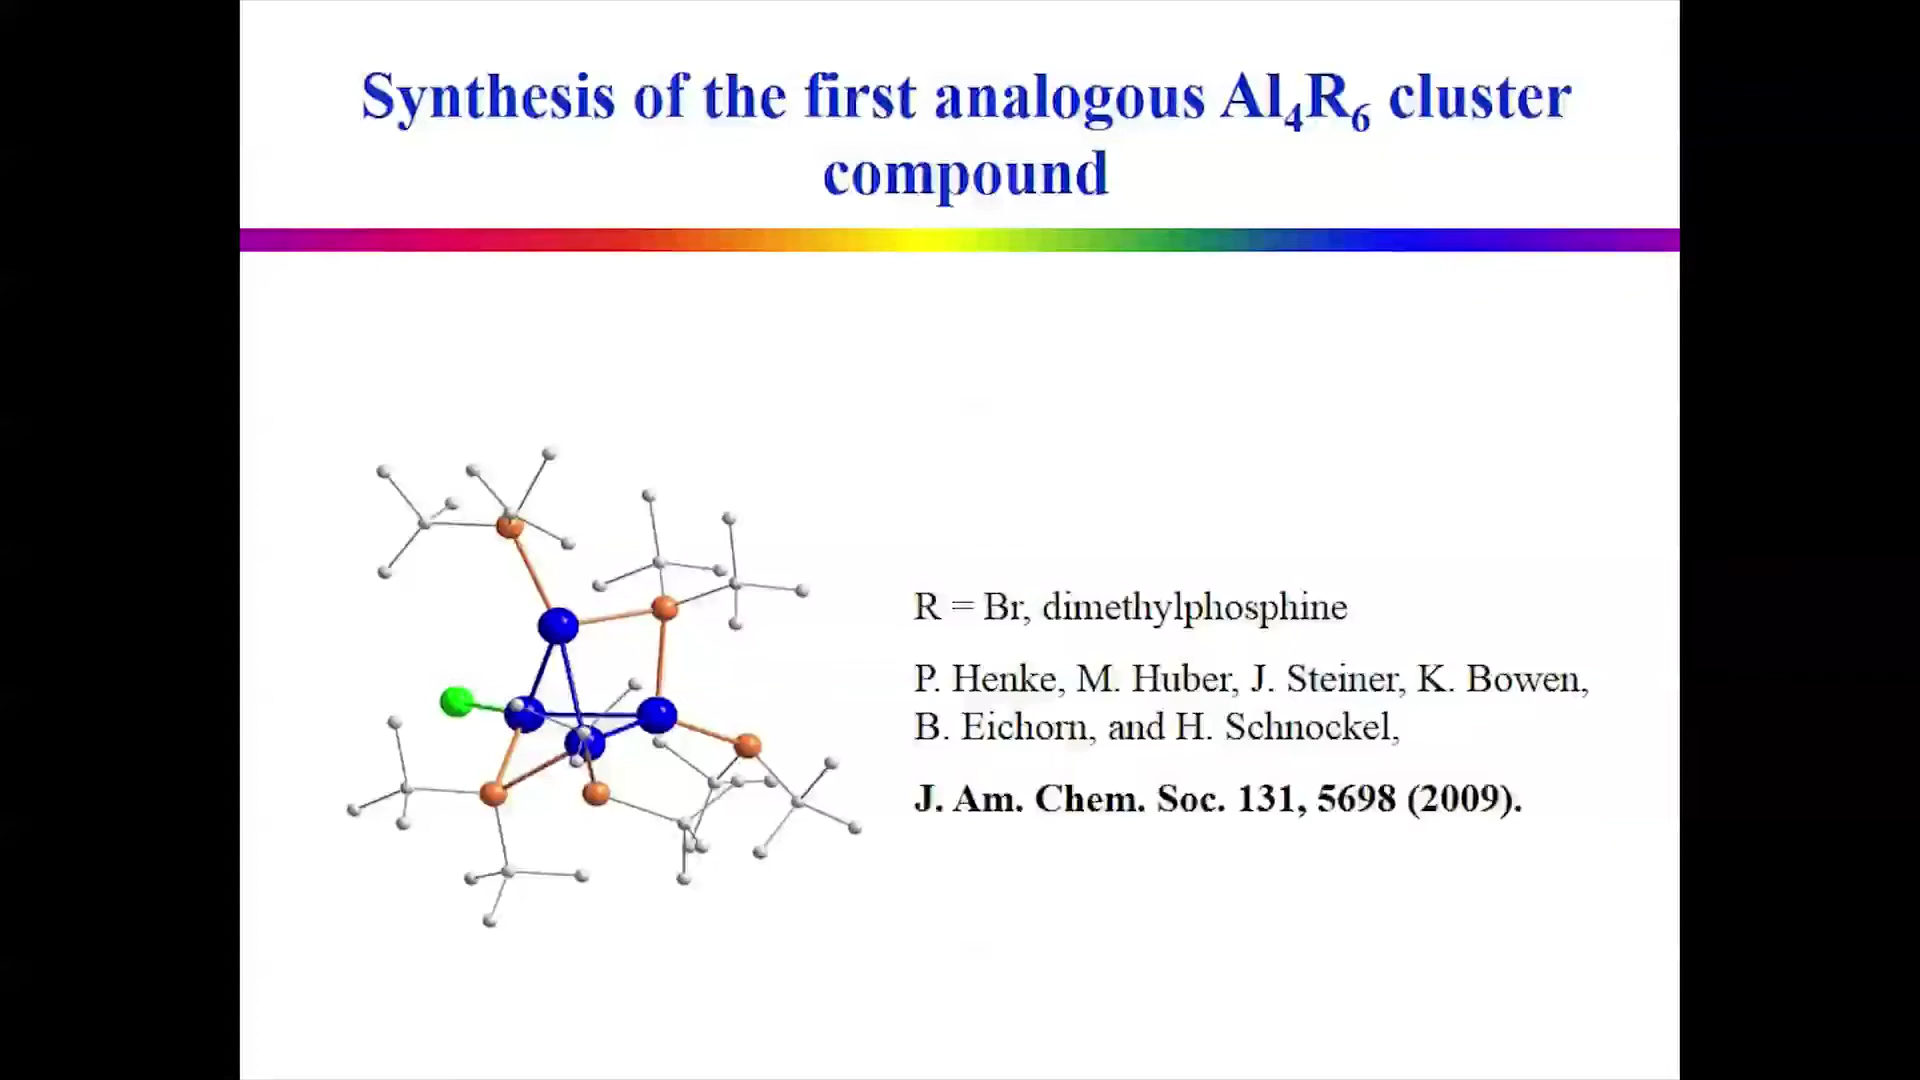 Synthesis of the first analogous Al₄R₆ cluster
compound
R = Br, dimethylphosphine
P. Henke, M. Huber, J. Steiner, K. Bowen,
B. Eichorn, and H. Schnockel,
J. Am. Chem. Soc. 131, 5698 (2009).